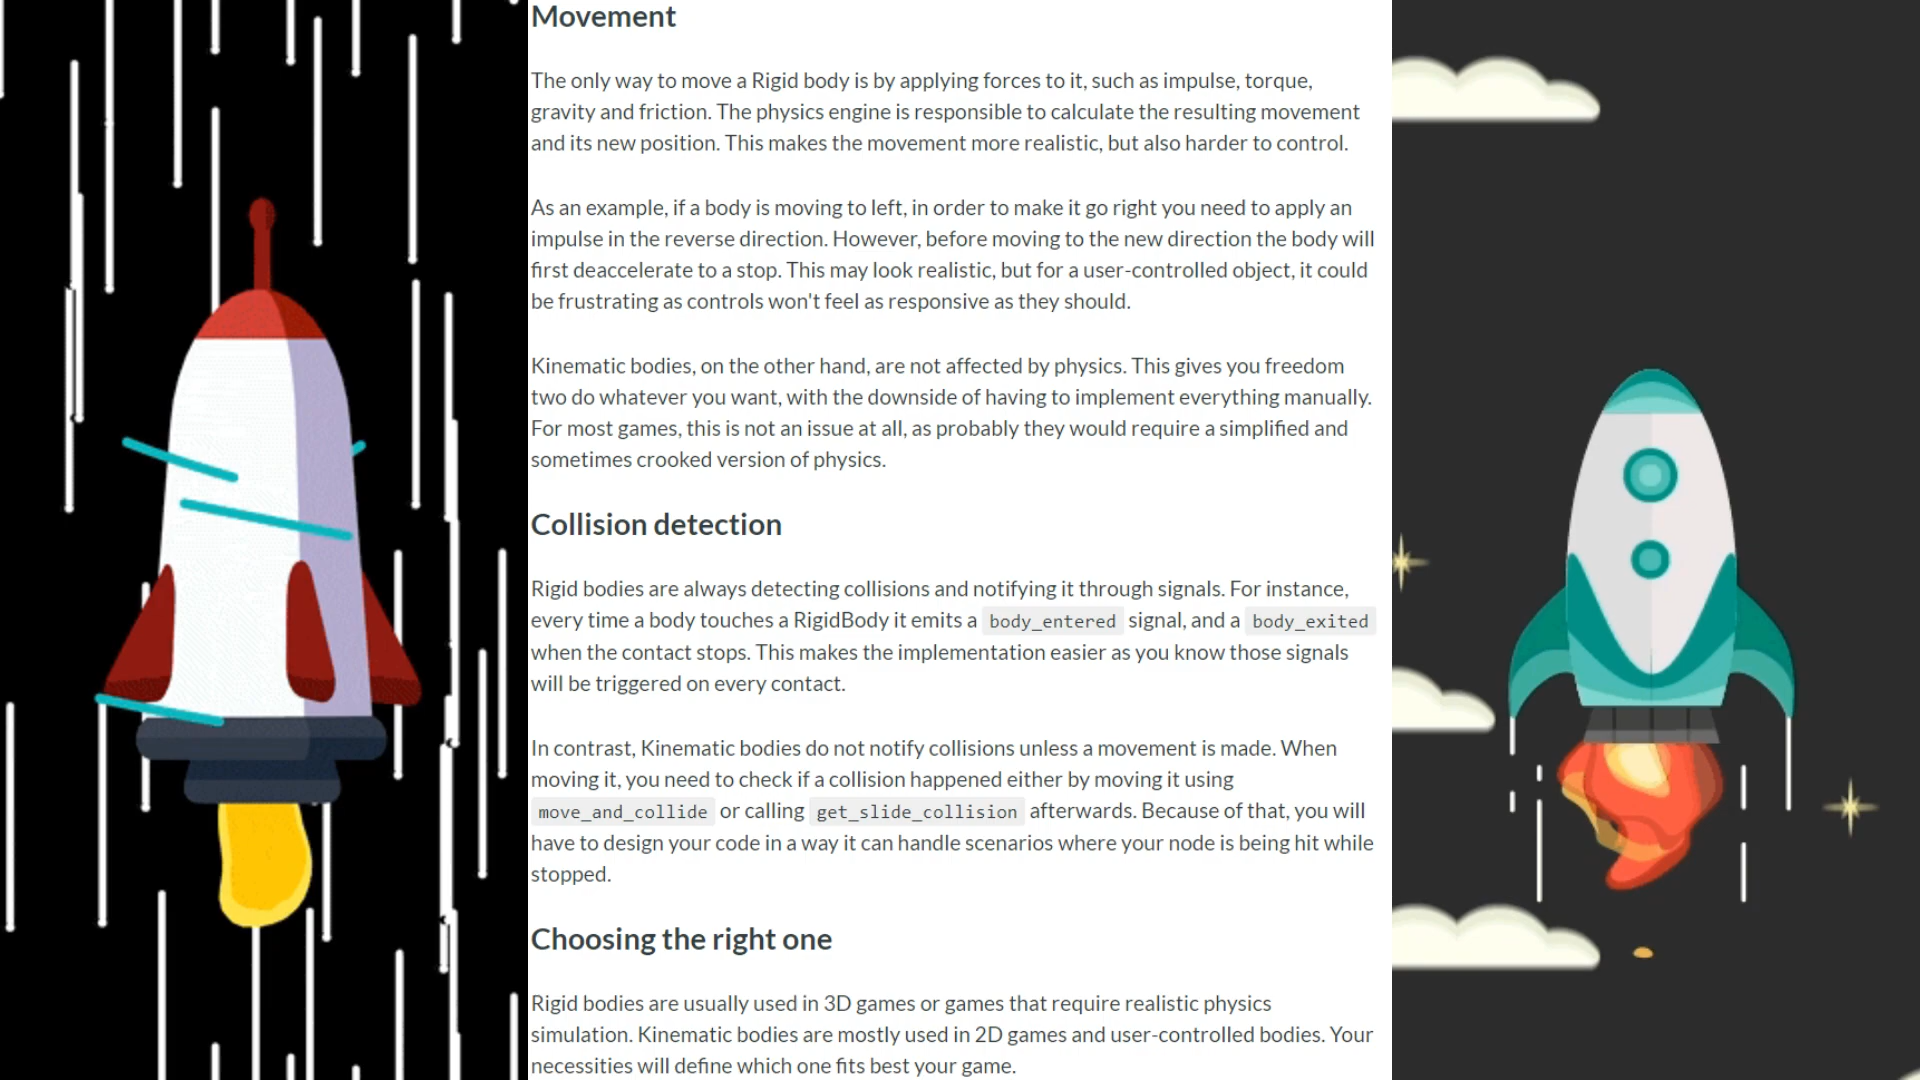 Movement
The only way to move a Rigid body is by applying forces to it, such as impulse, torque,
gravity and friction. The physics engine is responsible to calculate the resulting movement
and its new position. This makes the movement more realistic, but also harder to control.
As an example, if a body is moving to left, in order to make it go right you need to apply an
impulse in the reverse direction. However, before moving to the new direction the body will
first deaccelerate to a stop. This may look realistic, but for a user-controlled object, it could
be frustrating as controls won't feel as responsive as they should.
Kinematic bodies, on the other hand, are not affected by physics. This gives you freedom
two do whatever you want, with the downside of having to implement everything manually.
For most games, this is not an issue at all, as probably they would require a simplified and
sometimes crooked version of physics.
Collision detection
Rigid bodies are always detecting collisions and notifying it through signals. For instance,
every time a body touches a RigidBody it emits a body_entered signal, and a body_exited
when the contact stops. This makes the implementation easier as you know those signals
will be triggered on every contact.
In contrast, Kinematic bodies do not notify collisions unless a movement is made. When
moving it, you need to check if a collision happened either by moving it using
move_and_collide or calling get_slide_collision afterwards. Because of that, you will
have to design your code in a way it can handle scenarios where your node is being hit while
stopped.
Choosing the right one
Rigid bodies are usually used in 3D games or games that require realistic physics
simulation. Kinematic bodies are mostly used in 2D games and user-controlled bodies. Your
necessities will define which one fits best your game.